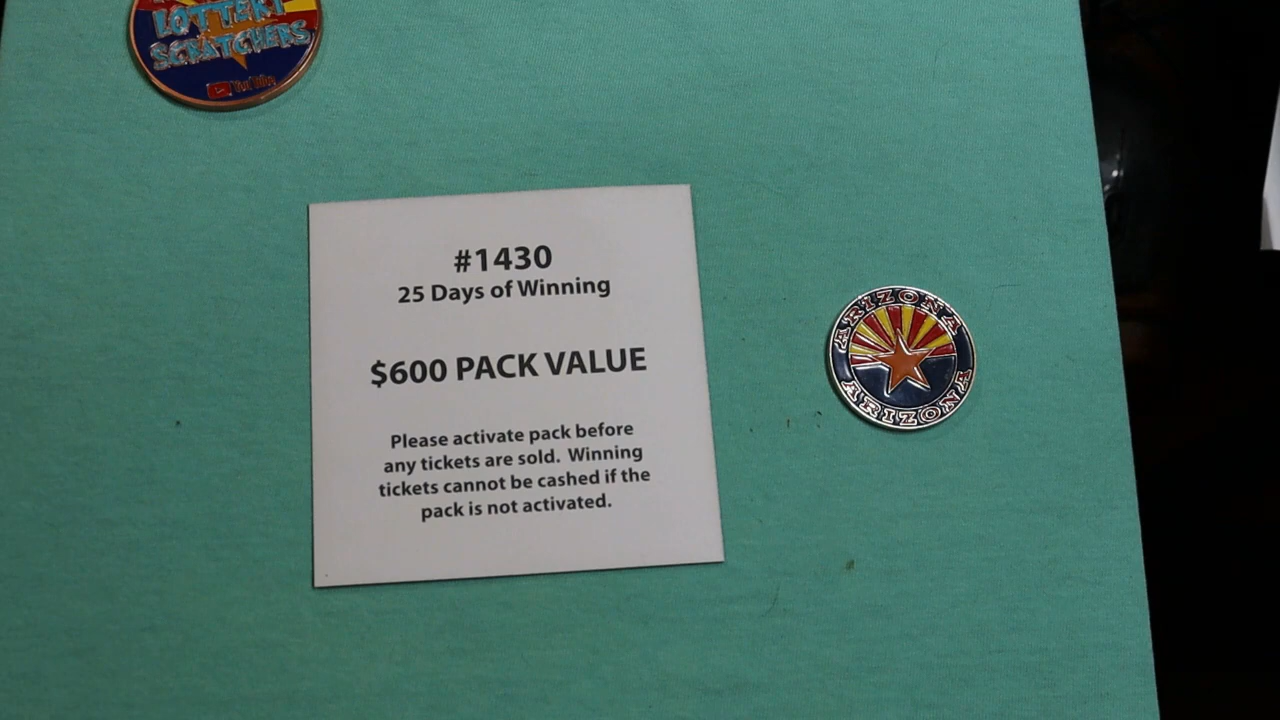 LOTTERY
SCRATCHERS
YouTube
#1430
25 Days of Winning
$600 PACK VALUE
Please activate pack before
any tickets are sold. Winning
tickets cannot be cashed if the
pack is not activated.
ARIZONA
ARIZONA